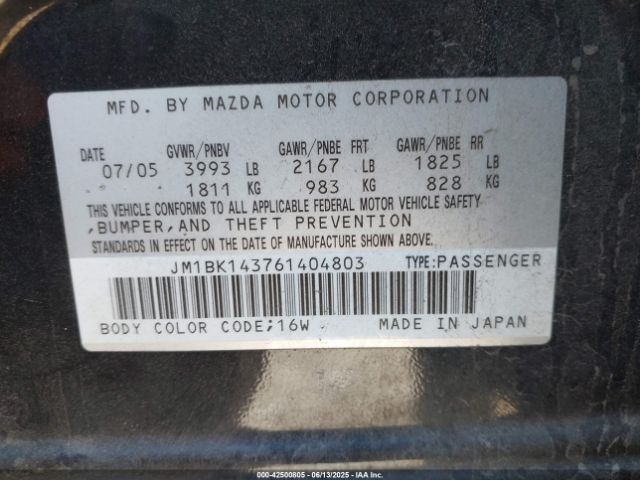 MFD. BY MAZDA MOTOR CORPORATION
DATE GVWR/PNBV GAWR/PNBE FRT GAWR/PNBE RR
07/05 3993 LB 2167 LB 1825 LB
1811 KG 983 KG 828 KG
THIS VEHICLE CONFORMS TO ALL APPLICABLE FEDERAL MOTOR VEHICLE SAFETY
,BUMPER,AND THEFT PREVENTION
STANDARDS IN EFFECT ON THE DATE OF MANUFACTURE SHOWN ABOVE.
JM1BK143761404803 TYPE:PASSENGER
BODY COLOR CODE;16W MADE IN JAPAN
000-42500805 - 06/13/2025 - IAAI.COM